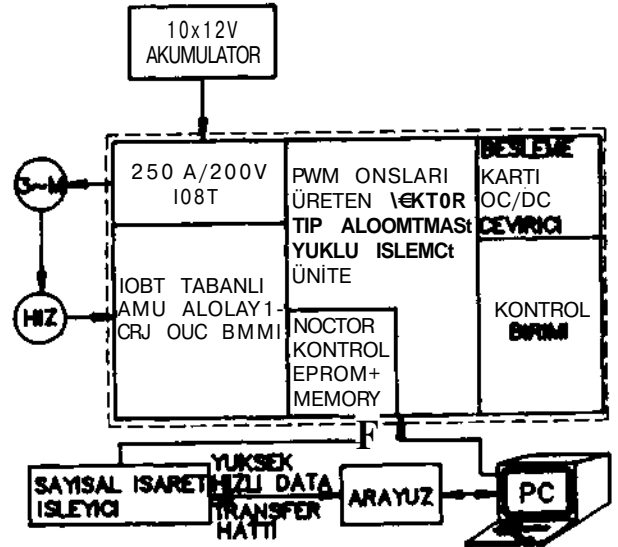 10x12V
AKUMULATOR
250 A/200V
I08T
3~M
HIZ
IOBT TABANLI
AMU ALOLAY1-
CRJ OUC BMMI
PWM ONSLARI
ÜRETEN \€KT0R
TIP ALOOMTMASt
YUKLU ISLEMCt
ÜNİTE
NOCTOR
KONTROL
EPROM+
MEMORY
BESLEME
KARTI
OC/DC
CEVIRICI
KONTROL
BIRIMI
F
SAYISAL ISARET
ISLEYICI
YUKSEK
HIZLI DATA
TRANSFER
HATTI
ARAYUZ
PC